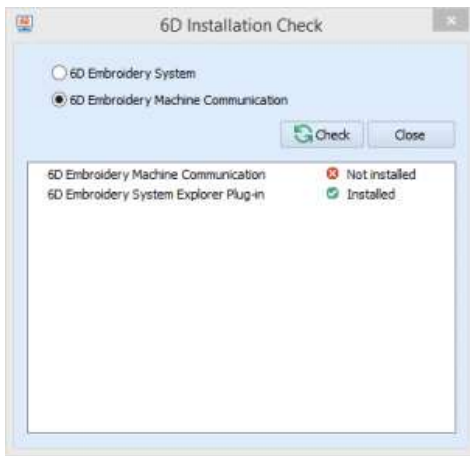 6D Installation Check
6D Embroidery System
6D Embroidery Machine Communication
Check Close
6D Embroidery Machine Communication Not installed
6D Embroidery System Explorer Plug-in Installed